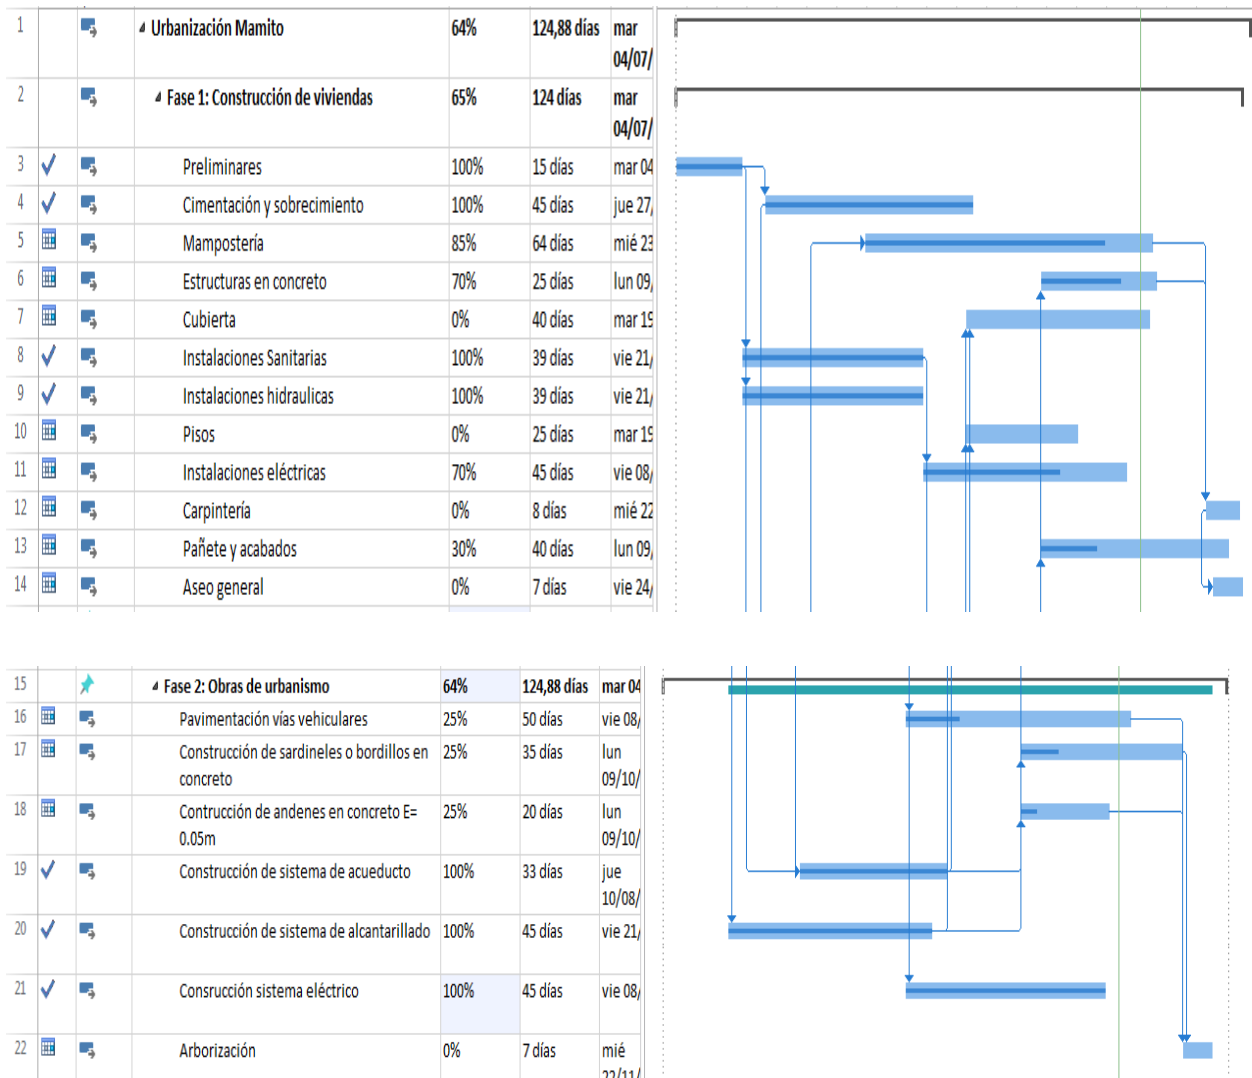 1 Urbanización Mamito 64% 124,88 días mar
04/07/
2 Fase 1: Construcción de viviendas 65% 124 días mar
04/07/
3 Preliminares 100% 15 días mar 04
4 Cimentación y sobrecimiento 100% 45 días jue 27,
5 Mampostería 85% 64 días mié 23
6 Estructuras en concreto 70% 25 días lun 09,
7 Cubierta 0% 40 días mar 19
8 Instalaciones Sanitarias 100% 39 días vie 21/
9 Instalaciones hidraulicas 100% 39 días vie 21/
10 Pisos 0% 25 días mar 19
11 Instalaciones eléctricas 70% 45 días vie 08,
12 Carpintería 0% 8 días mié 22
13 Pañete y acabados 30% 40 días lun 09,
14 Aseo general 0% 7 días vie 24,
15 Fase 2: Obras de urbanismo 64% 124,88 días mar 04
16 Pavimentación vías vehiculares 25% 50 días vie 08/
17 Construcción de sardineles o bordillos en 25% 35 días lun
concreto 09/10/
18 Contrucción de andenes en concreto E= 25% 20 días lun
0.05m 09/10/
19 Construcción de sistema de acueducto 100% 33 días jue
10/08/
20 Construcción de sistema de alcantarillado 100% 45 días vie 21/
21 Consrucción sistema eléctrico 100% 45 días vie 08/
22 Arborización 0% 7 días mié
22/11/